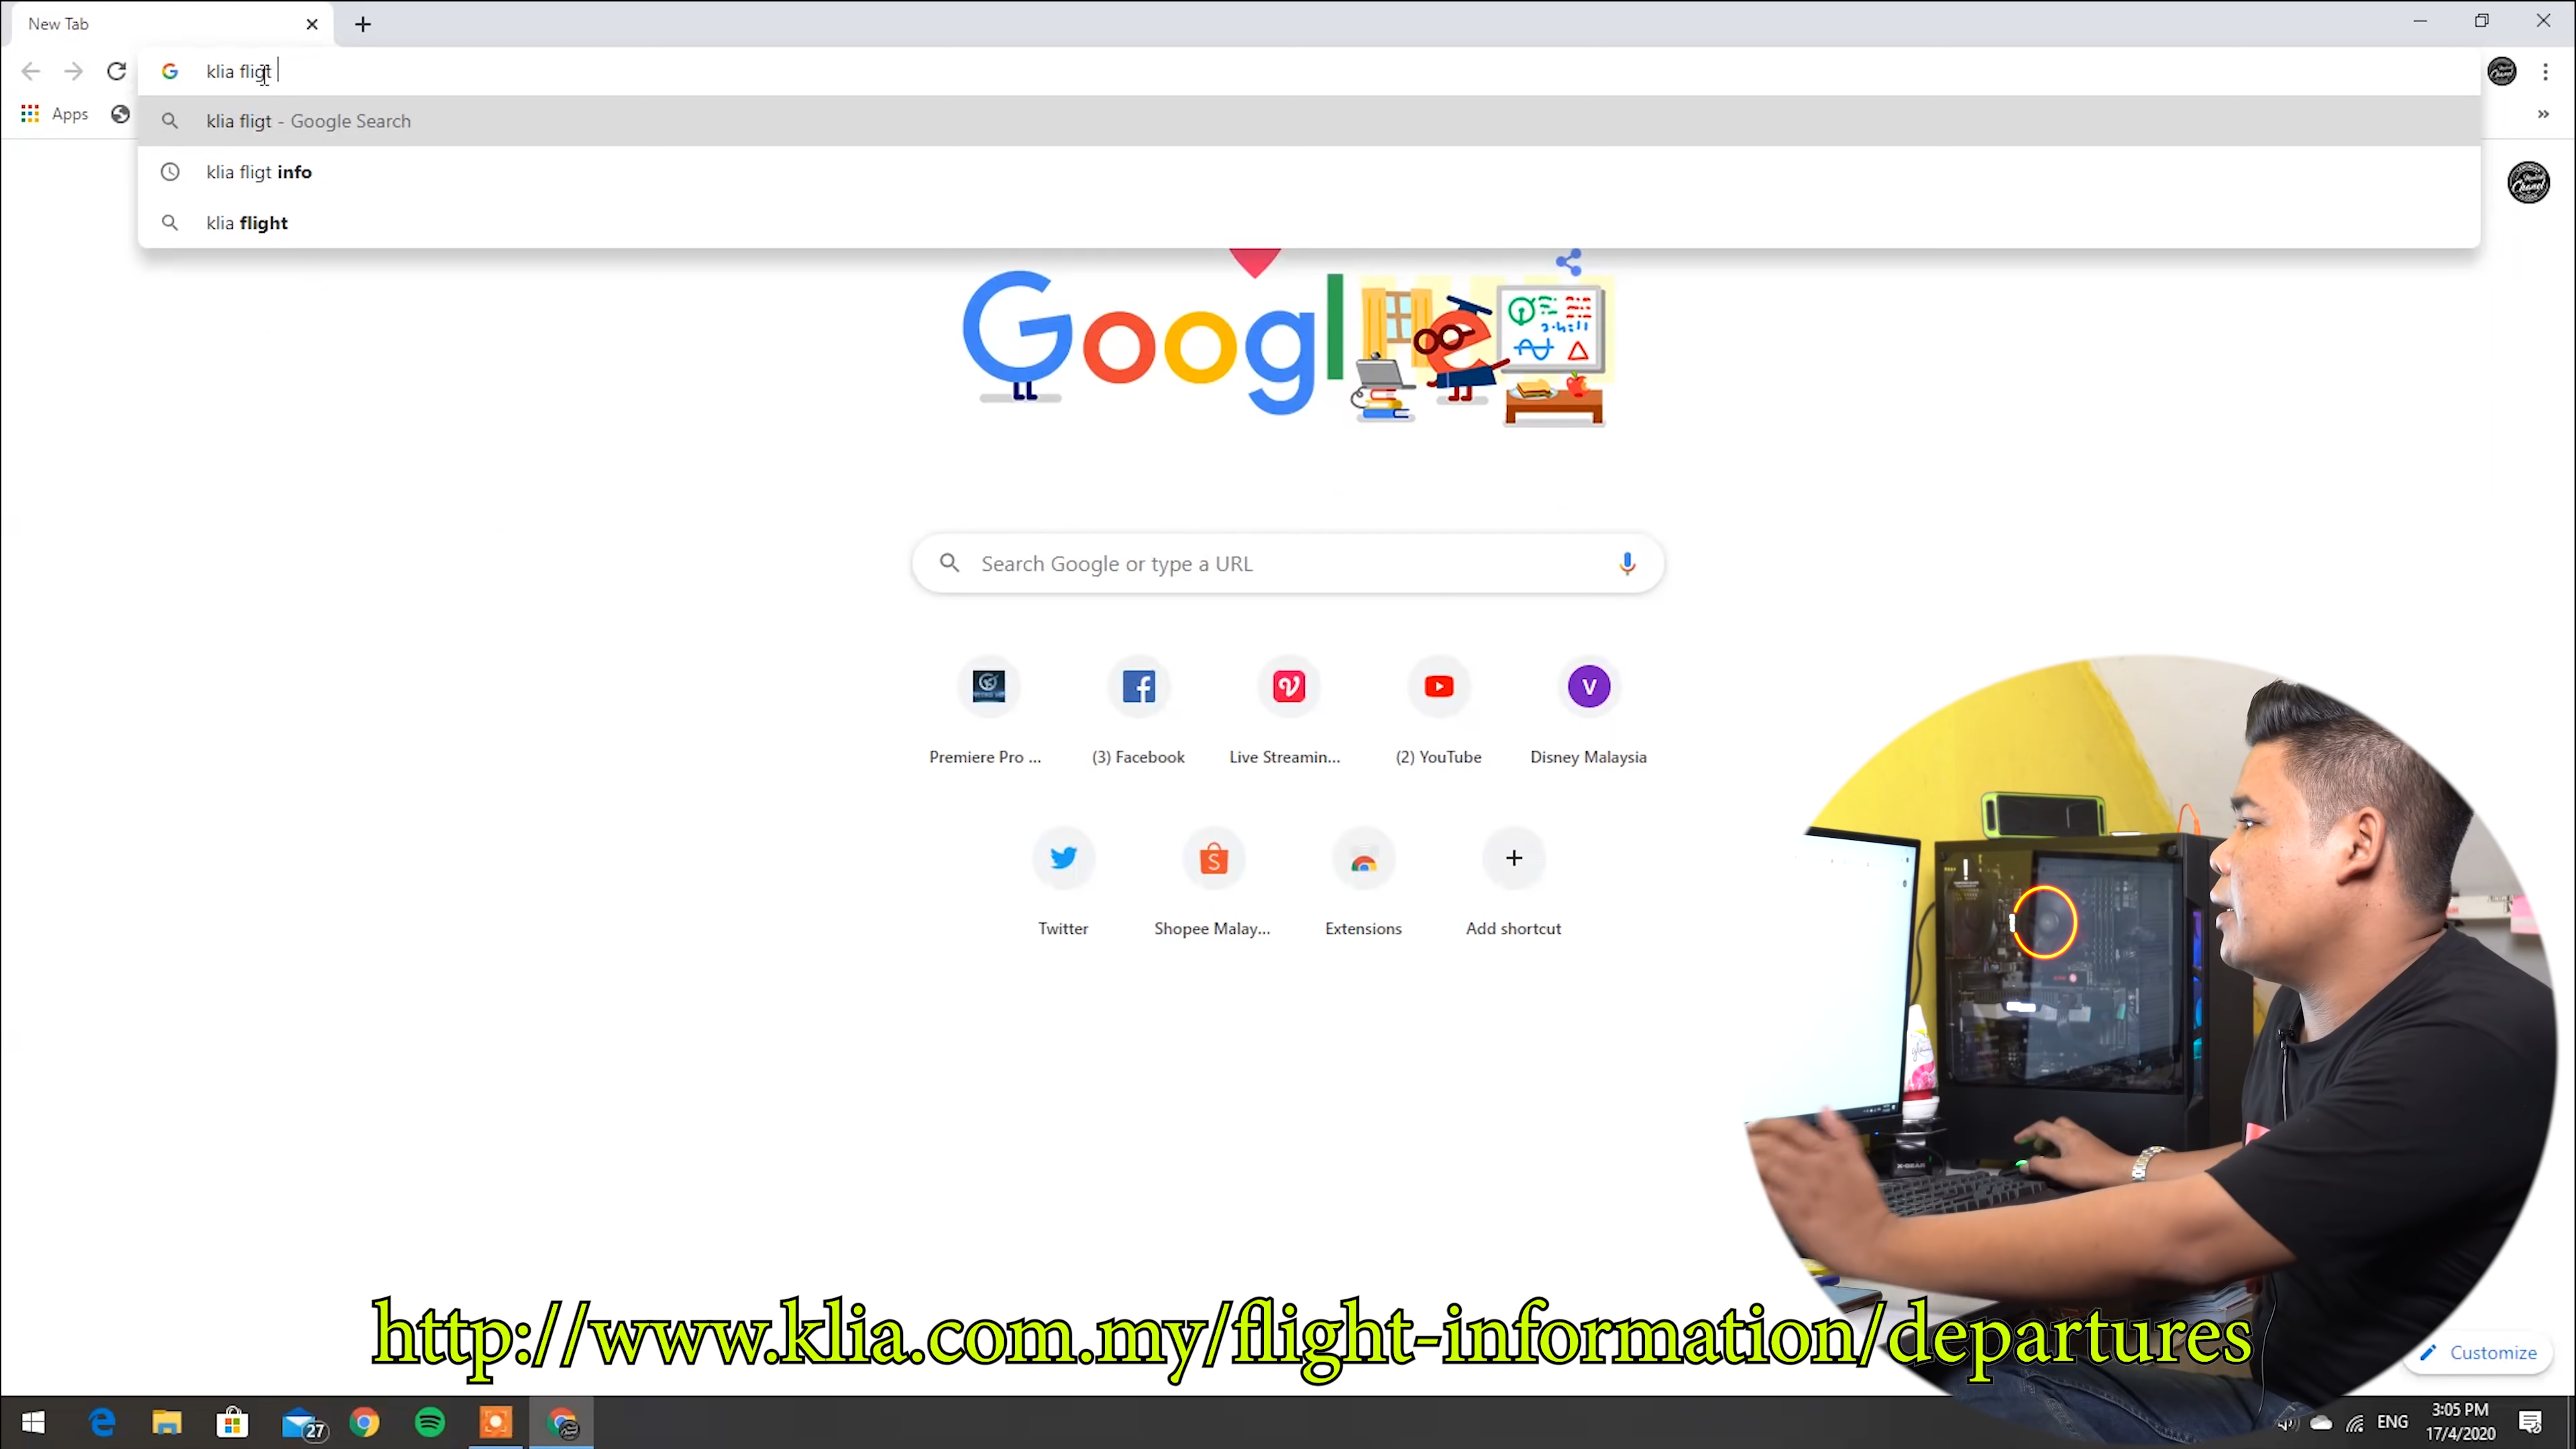 New Tab
klia fligt
Apps
klia fligt - Google Search
klia fligt info
klia flight
Googl
Search Google or type a URL
Premiere Pro ...
(3) Facebook
Live Streamin...
(2) YouTube
V
Disney Malaysia
Twitter
Shopee Malay...
Extensions
Add shortcut
X-GEAR
http://www.klia.com.my/flight-information/departures
Customize
27
ENG
3:05 PM
17/4/2020